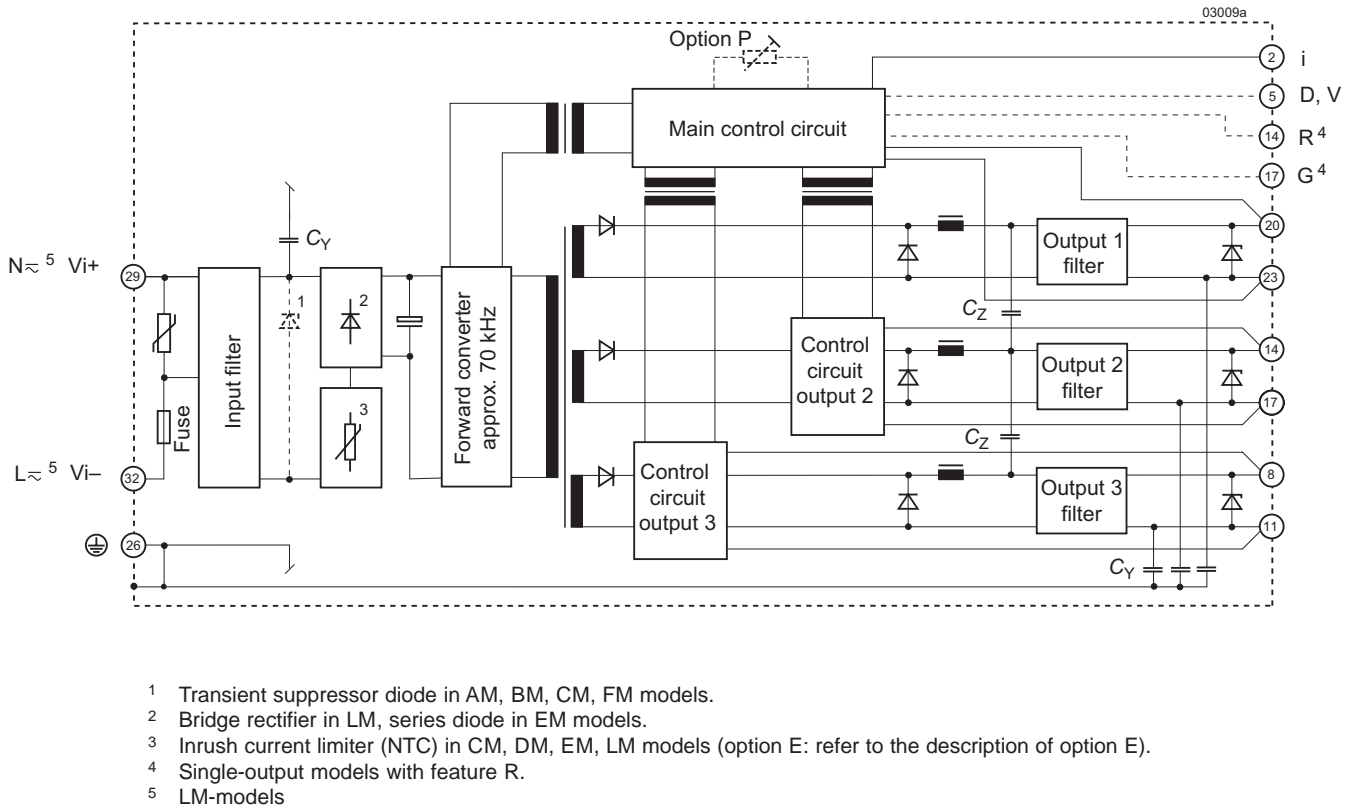 03009a
Option P
2 i
5 D, V
Main control circuit
14 R 4
17 G 4
20
CY
Output 1
filter
N≂ 5 Vi+ 29
1
2
23
CZ
Input filter
Forward converter
approx. 70 kHz
Control
circuit
output 2
Output 2
filter
14
17
Fuse
3
CZ
L≂ 5 Vi– 32
Control
circuit
output 3
Output 3
filter
8
11
26
CY
1 Transient suppressor diode in AM, BM, CM, FM models.
2 Bridge rectifier in LM, series diode in EM models.
3 Inrush current limiter (NTC) in CM, DM, EM, LM models (option E: refer to the description of option E).
4 Single-output models with feature R.
5 LM-models